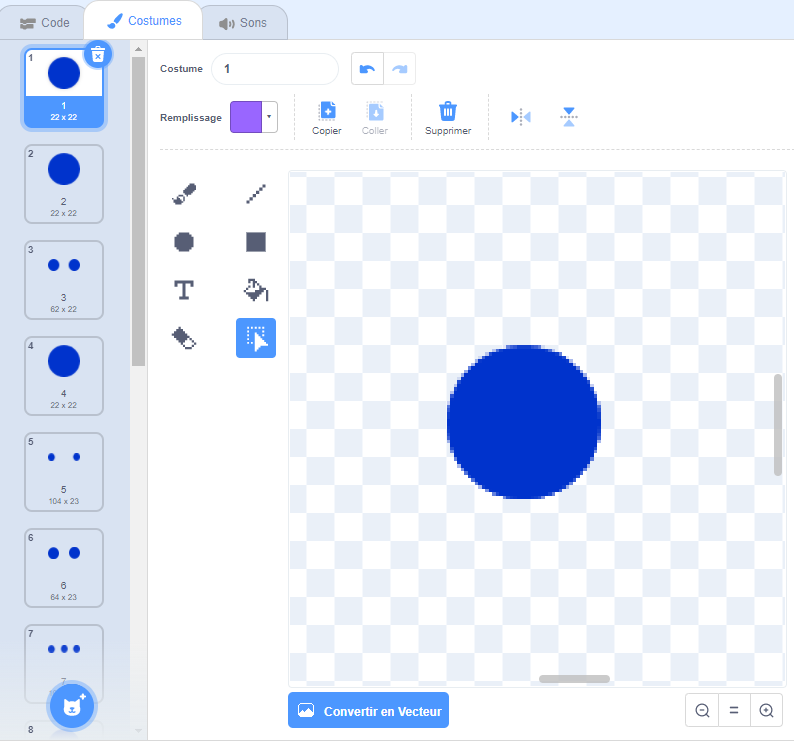 Code
Costumes
Sons
1
1
22 x 22
2
2
22 x 22
3
3
62 x 22
4
4
22 x 22
5
5
104 x 23
6
6
64 x 23
7
7
8
Costume
1
Remplissage
Copier
Coller
Supprimer
T
Convertir en Vecteur